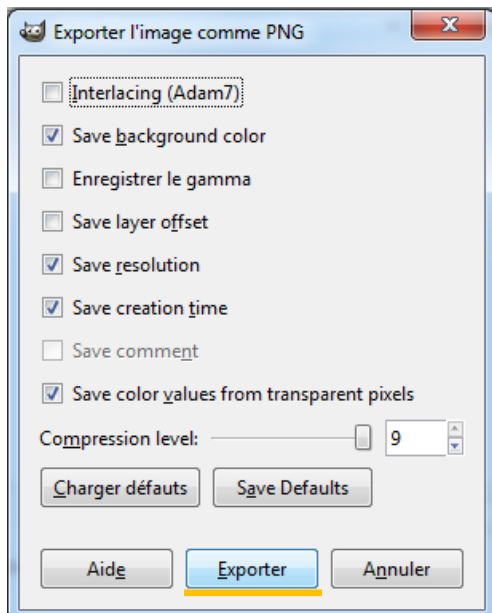 Exporter l'image comme PNG
Interlacing (Adam7)
Save background color
Enregistrer le gamma
Save layer offset
Save resolution
Save creation time
Save comment
Save color values from transparent pixels
Compression level: 9
Charger défauts Save Defaults
Aide Exporter Annuler